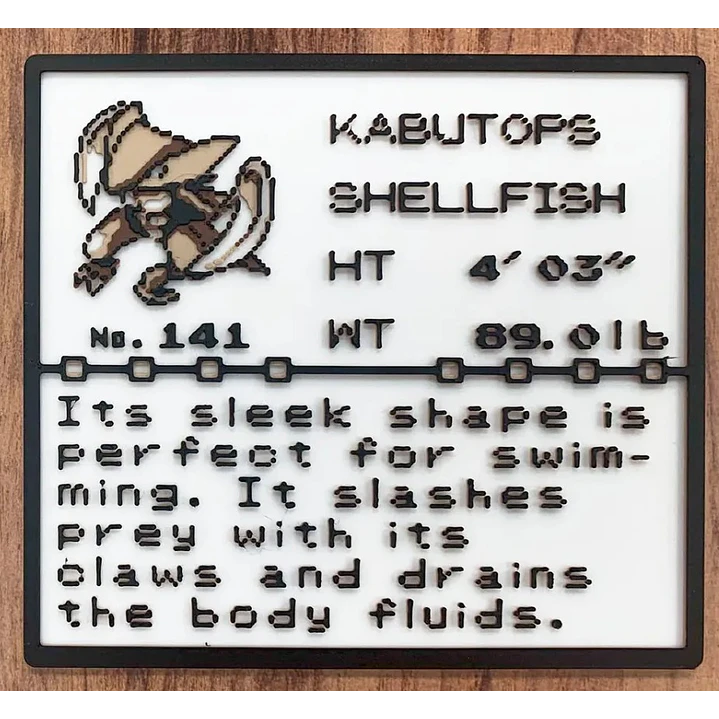 KABUTOPS
SHELLFISH
HT 4′03″
No.141 WT 89.0lb
Its sleek shape is
perfect for swim-
ming. It slashes
prey with its
claws and drains
the body fluids.